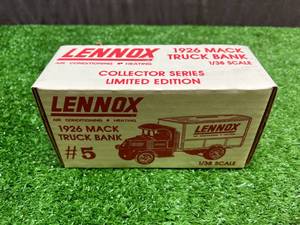 LENNOX
AIR CONDITIONING • HEATING
1926 MACK
TRUCK BANK
1/38 SCALE
COLLECTOR SERIES
LIMITED EDITION
LENNOX
AIR CONDITIONING • HEATING
1926 MACK
TRUCK BANK
#5
LENNOX
1/38 SCALE